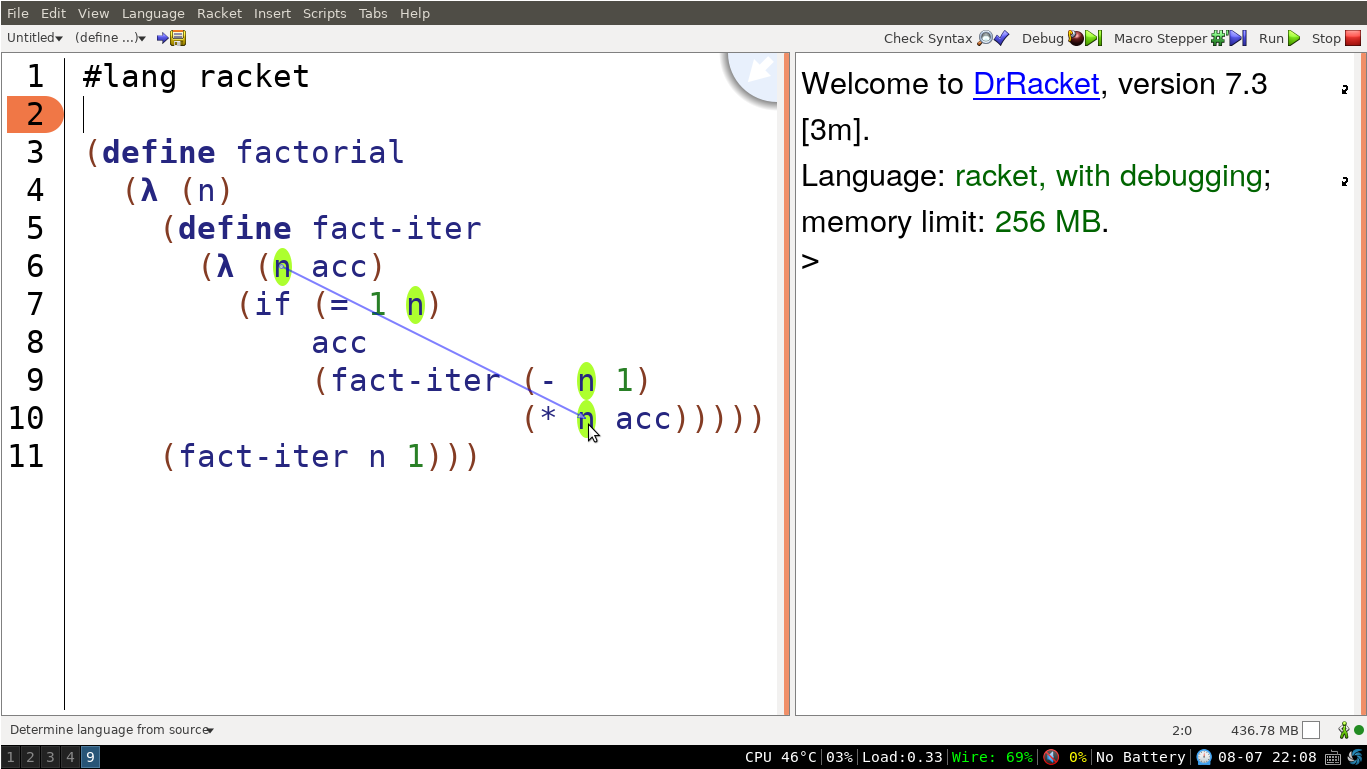 File Edit View Language Racket Insert Scripts Tabs Help
Untitled (define ...) Check Syntax Debug Macro Stepper Run Stop
1 #lang racket
2
3 (define factorial
4 (λ (n)
5 (define fact-iter
6 (λ (n acc)
7 (if (= 1 n)
8 acc
9 (fact-iter (- n 1)
10 (* n acc)))))
11 (fact-iter n 1)))
Welcome to DrRacket, version 7.3
[3m].
Language: racket, with debugging;
memory limit: 256 MB.
>
Determine language from source 2:0 436.78 MB
1 2 3 4 9 CPU 46°C|03%|Load:0.33|Wire: 69%| 0%|No Battery| 08-07 22:08